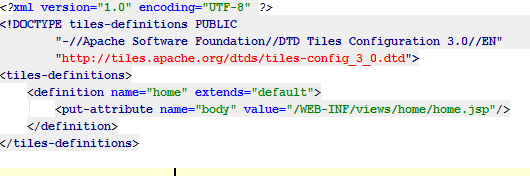 <?xml version="1.0" encoding="UTF-8" ?>
<!DOCTYPE tiles-definitions PUBLIC
"-//Apache Software Foundation//DTD Tiles Configuration 3.0//EN"
"http://tiles.apache.org/dtds/tiles-config_3_0.dtd">
<tiles-definitions>
<definition name="home" extends="default">
<put-attribute name="body" value="/WEB-INF/views/home/home.jsp"/>
</definition>
</tiles-definitions>